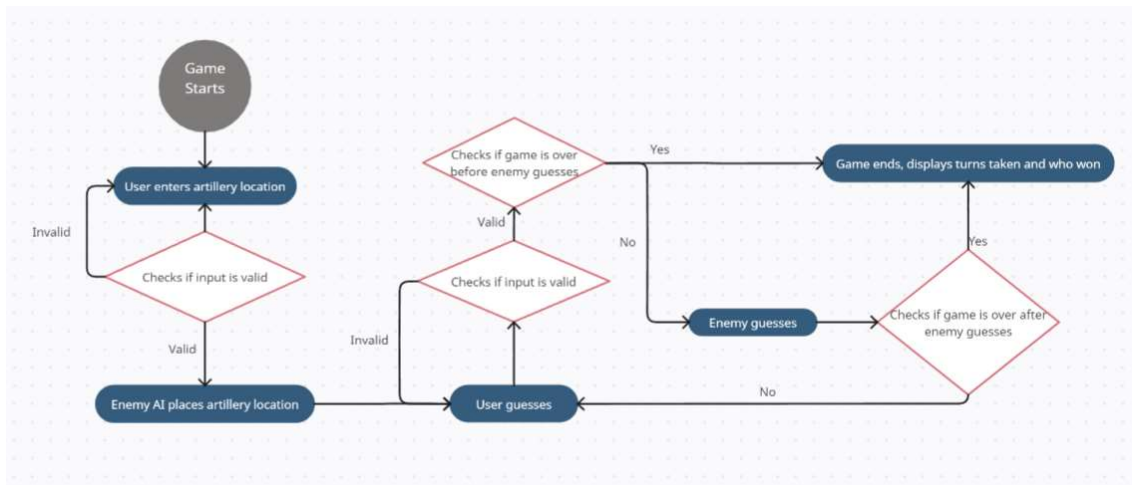 Game
Starts
User enters artillery location
Invalid
Checks if input is valid
Valid
Enemy AI places artillery location
User guesses
Invalid
Checks if input is valid
Valid
Checks if game is over
before enemy guesses
Yes
No
Enemy guesses
Checks if game is over after
enemy guesses
No
Yes
Game ends, displays turns taken and who won